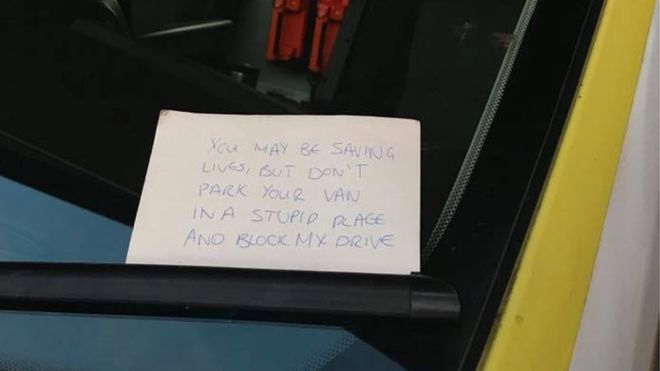 YOU MAY BE SAVING
LIVES, BUT DON'T
PARK YOUR VAN
IN A STUPID PLACE
AND BLOCK MY DRIVE